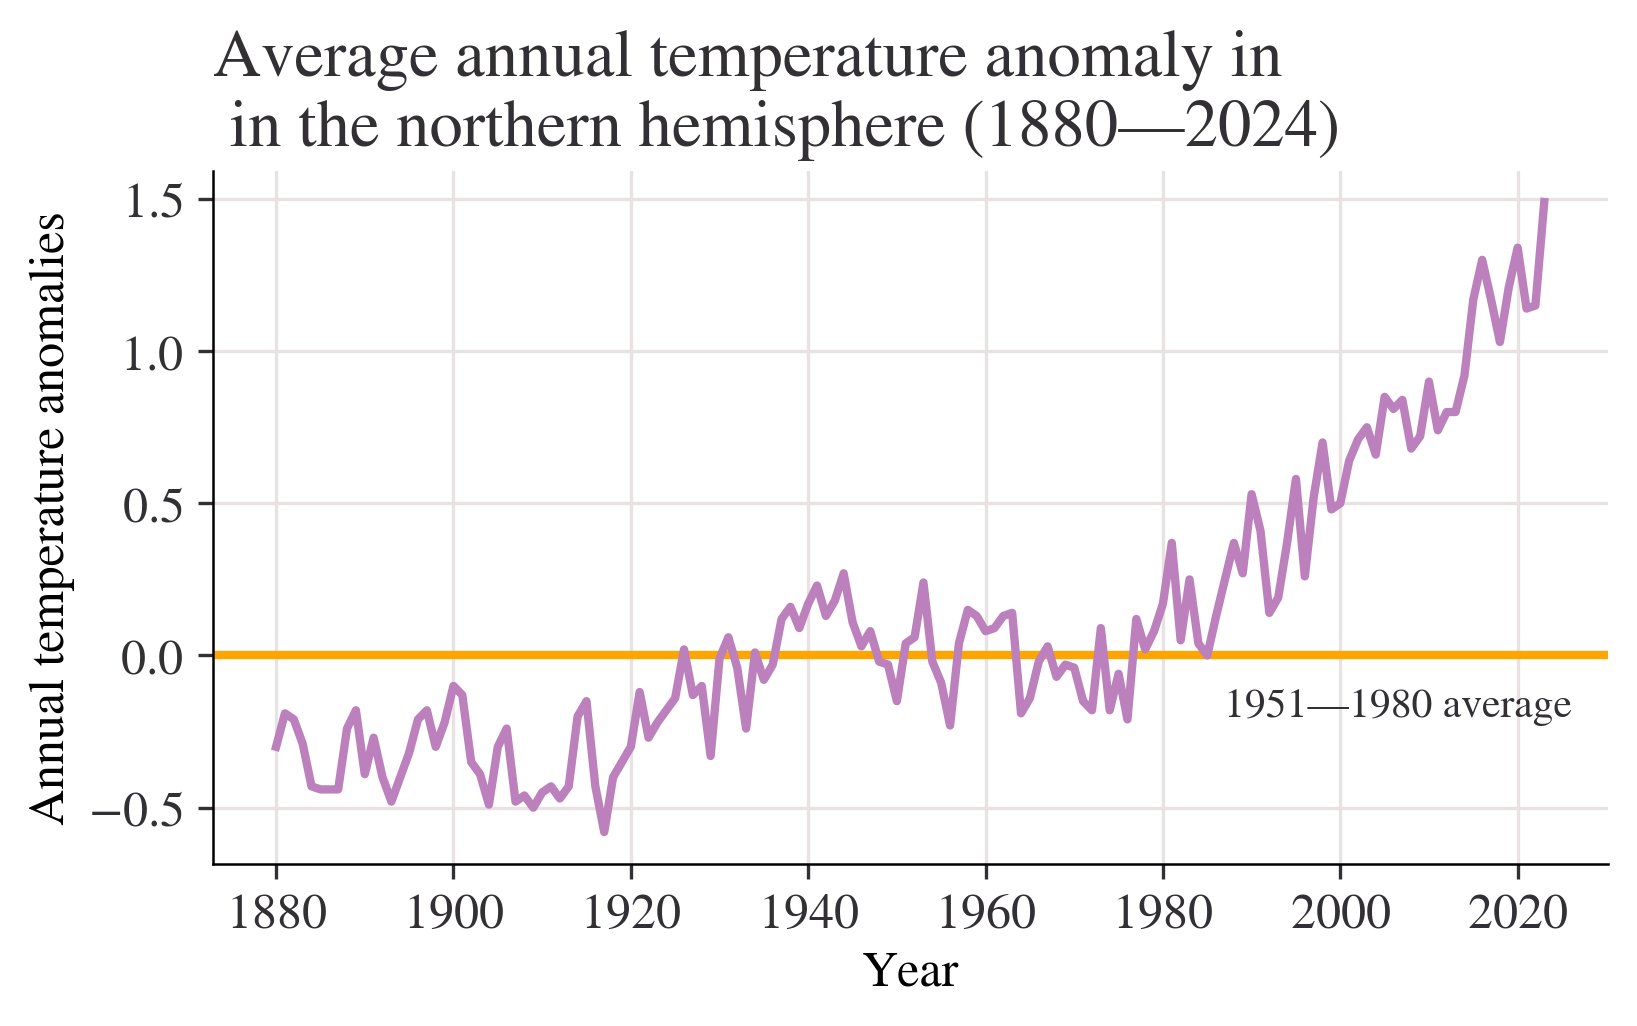 Average annual temperature anomaly in
in the northern hemisphere (1880—2024)
Annual temperature anomalies
1.5
1.0
0.5
0.0
−0.5
1951—1980 average
1880 1900 1920 1940 1960 1980 2000 2020
Year